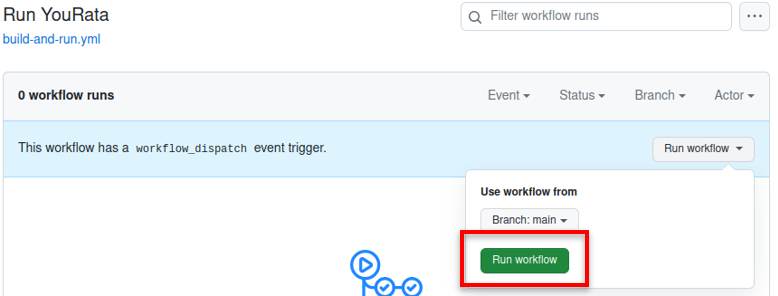 Run YouRata
Filter workflow runs
build-and-run.yml
0 workflow runs
Event
Status
Branch
Actor
This workflow has a workflow_dispatch event trigger.
Run workflow
Use workflow from
Branch: main
Run workflow